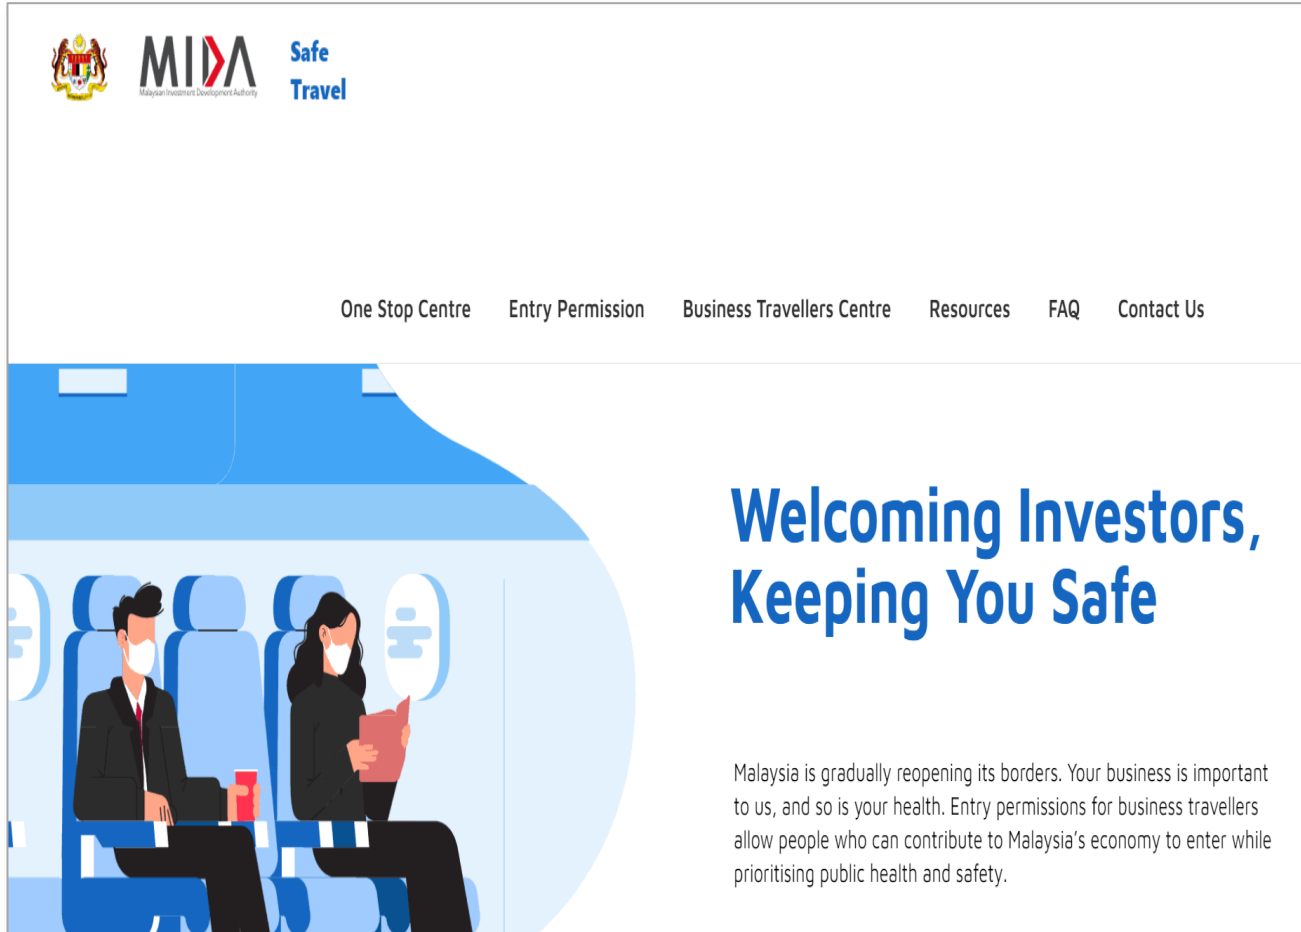 MIDA
Malaysian Investment Development Authority
Safe
Travel
One Stop Centre Entry Permission Business Travellers Centre Resources FAQ Contact Us
Welcoming Investors,
Keeping You Safe
Malaysia is gradually reopening its borders. Your business is important
to us, and so is your health. Entry permissions for business travellers
allow people who can contribute to Malaysia’s economy to enter while
prioritising public health and safety.